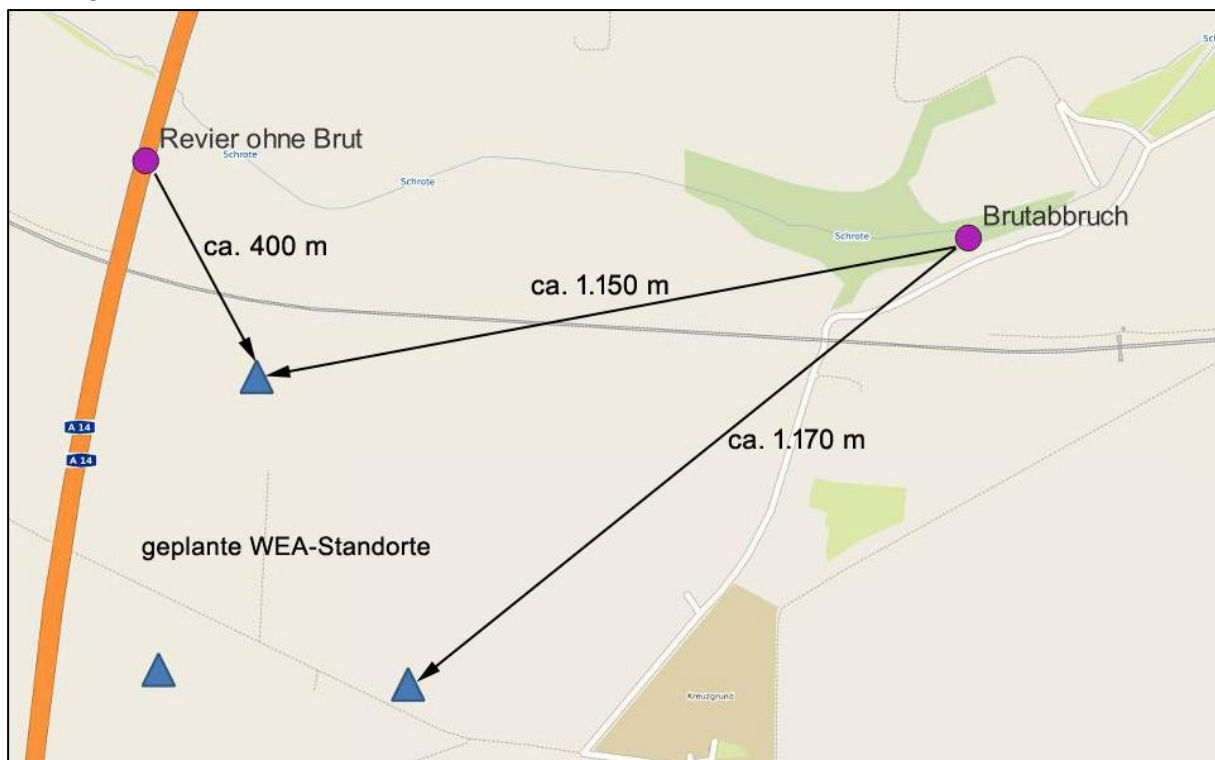 Sc
Revier ohne Brut
Schrote
Schrote
Brutabbruch
Schrote
ca. 400 m
ca. 1.150 m
A 14
ca. 1.170 m
A 14
geplante WEA-Standorte
Kreuzgrund